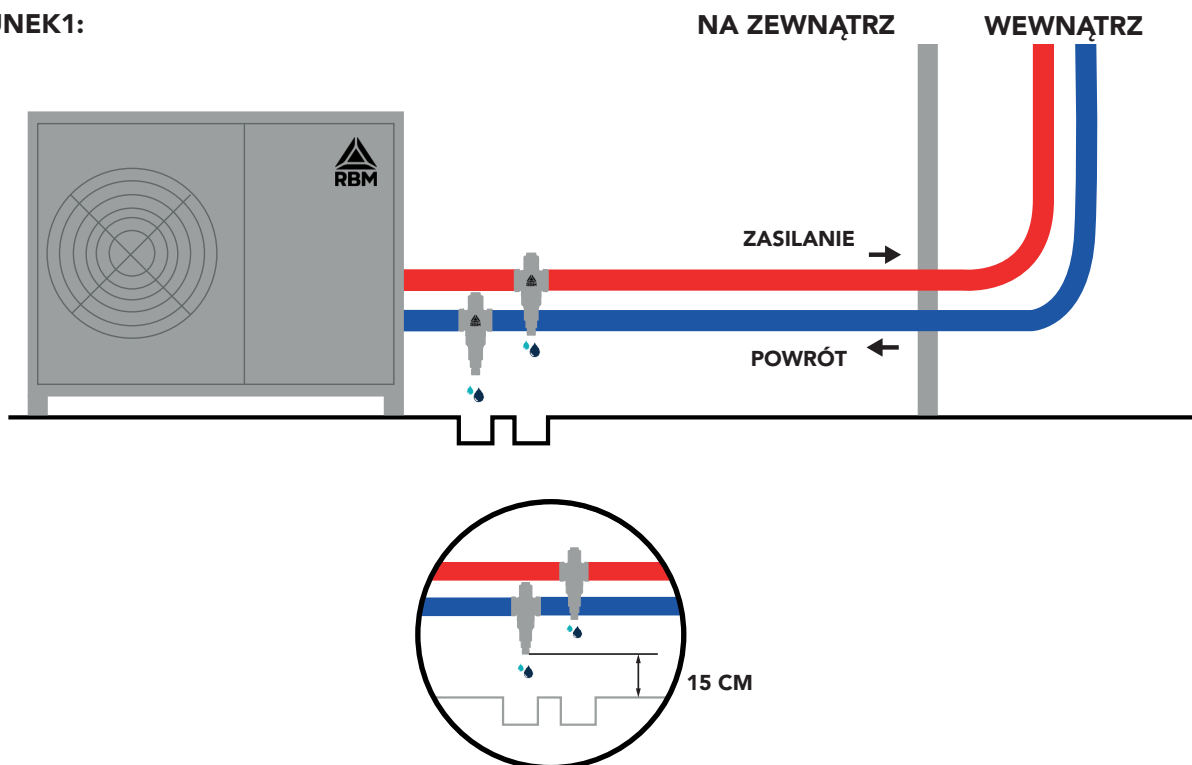 UNEK1:
NA ZEWNĄTRZ
WEWNĄTRZ
RBM
ZASILANIE
POWRÓT
15 CM